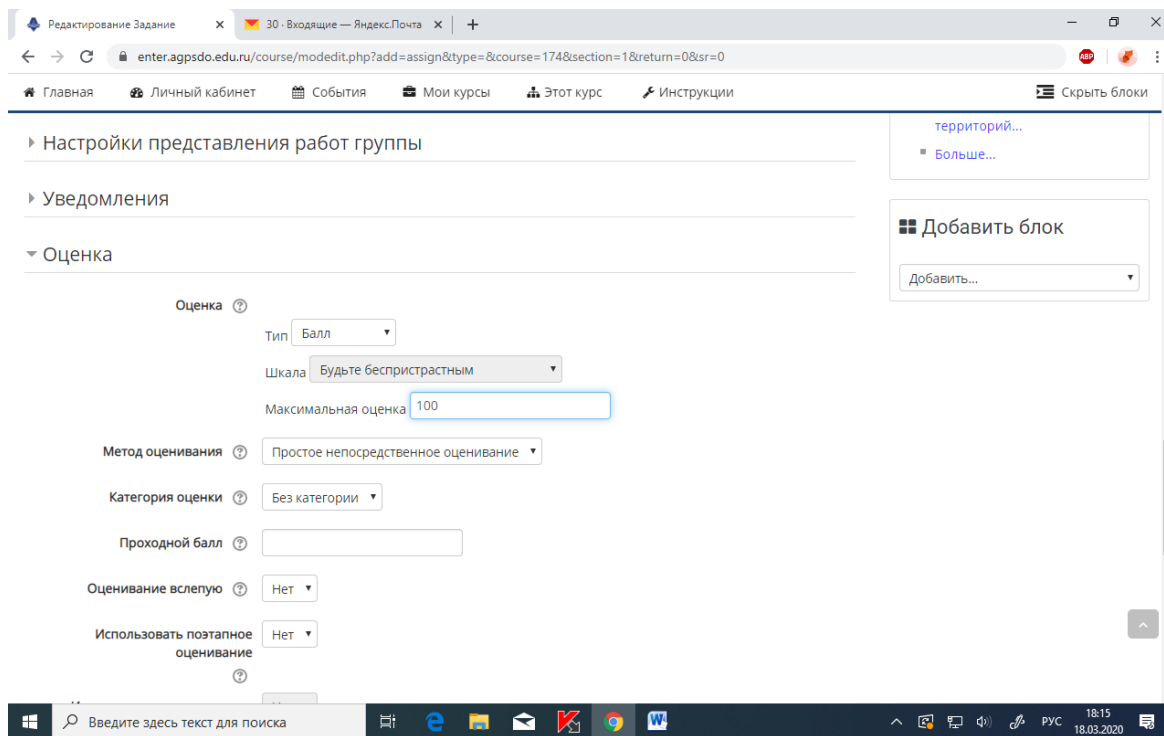 Редактирование Задание
30 · Входящие — Яндекс.Почта
enter.agpsdo.edu.ru/course/modedit.php?add=assign&type=&course=174&section=1&return=0&sr=0
ABP
Главная Личный кабинет События Мои курсы Этот курс Инструкции Скрыть блоки
территорий...
Больше...
Настройки представления работ группы
Уведомления
Добавить блок
Добавить...
Оценка
Оценка
Тип Балл
Шкала Будьте беспристрастным
Максимальная оценка 100
Метод оценивания Простое непосредственное оценивание
Категория оценки Без категории
Проходной балл
Оценивание вслепую Нет
Использовать поэтапное Нет
оценивание
Введите здесь текст для поиска
РУС
18:15
18.03.2020